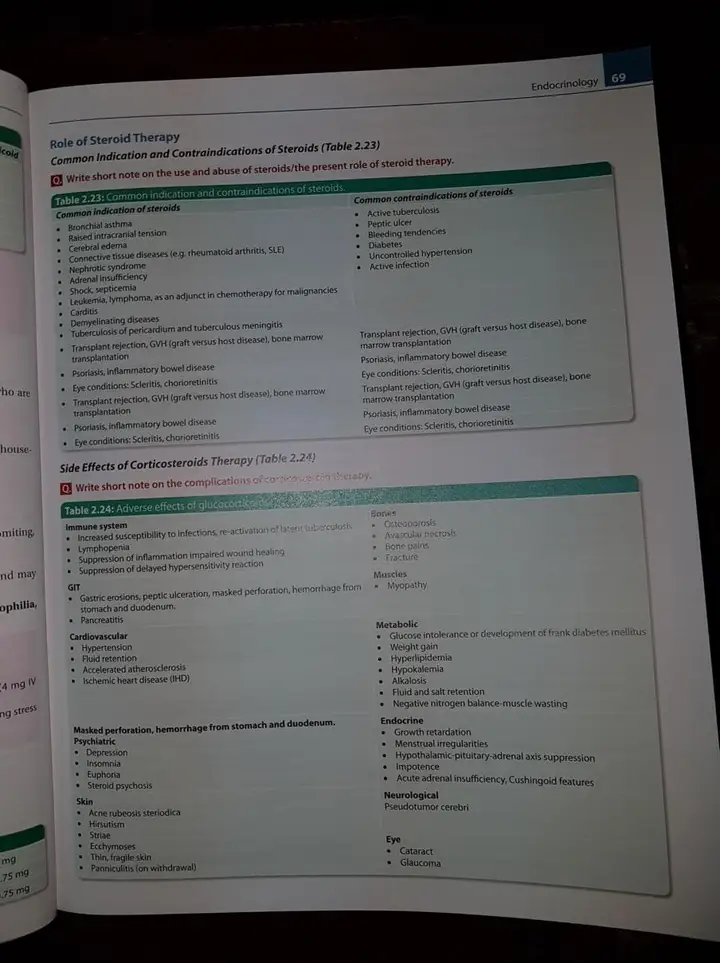 Endocrinology 69
Role of Steroid Therapy
Common Indication and Contraindications of Steroids (Table 2.23)
Q. Write short note on the use and abuse of steroids/the present role of steroid therapy.
Table 2.23: Common indication and contraindications of steroids.
Common indication of steroids
• Bronchial asthma
• Raised intracranial tension
• Cerebral edema
• Connective tissue diseases (e.g. rheumatoid arthritis, SLE)
• Nephrotic syndrome
• Adrenal insufficiency
• Shock, septicemia
• Leukemia, lymphoma, as an adjunct in chemotherapy for malignancies
• Carditis
• Demyelinating diseases
• Tuberculosis of pericardium and tuberculous meningitis
• Transplant rejection, GVH (graft versus host disease), bone marrow
transplantation
• Psoriasis, inflammatory bowel disease
• Eye conditions: Scleritis, chorioretinitis
• Transplant rejection, GVH (graft versus host disease), bone marrow
transplantation
• Psoriasis, inflammatory bowel disease
• Eye conditions: Scleritis, chorioretinitis
Common contraindications of steroids
• Active tuberculosis
• Peptic ulcer
• Bleeding tendencies
• Diabetes
• Uncontrolled hypertension
• Active infection
Transplant rejection, GVH (graft versus host disease), bone
marrow transplantation
Psoriasis, inflammatory bowel disease
Eye conditions: Scleritis, chorioretinitis
Transplant rejection, GVH (graft versus host disease), bone
marrow transplantation
Psoriasis, inflammatory bowel disease
Eye conditions: Scleritis, chorioretinitis
Side Effects of Corticosteroids Therapy (Table 2.24)
Q. Write short note on the complications of corticosteroid therapy.
Table 2.24: Adverse effects of
Immune system
• Increased susceptibility to infections, re-activation of latent tuberculosis
• Lymphopenia
• Suppression of inflammation impaired wound healing
• Suppression of delayed hypersensitivity reaction
GIT
• Gastric erosions, peptic ulceration, masked perforation, hemorrhage from
stomach and duodenum.
• Pancreatitis
Cardiovascular
• Hypertension
• Fluid retention
• Accelerated atherosclerosis
• Ischemic heart disease (IHD)
Masked perforation, hemorrhage from stomach and duodenum.
Psychiatric
• Depression
• Insomnia
• Euphoria
• Steroid psychosis
Skin
• Acne rubeosis steriodica
• Hirsutism
• Striae
• Ecchymoses
• Thin, fragile skin
• Panniculitis (on withdrawal)
Bones
• Osteoporosis
• Avascular necrosis
• Bone pains
• Fracture
Muscles
• Myopathy
Metabolic
• Glucose intolerance or development of frank diabetes mellitus
• Weight gain
• Hyperlipidemia
• Hypokalemia
• Alkalosis
• Fluid and salt retention
• Negative nitrogen balance-muscle wasting
Endocrine
• Growth retardation
• Menstrual irregularities
• Hypothalamic-pituitary-adrenal axis suppression
• Impotence
• Acute adrenal insufficiency, Cushingoid features
Neurological
Pseudotumor cerebri
Eye
• Cataract
• Glaucoma
icoid
ho are
house-
omiting,
nd may
ophilia,
4 mg IV
ng stress
mg
.75 mg
.75 mg